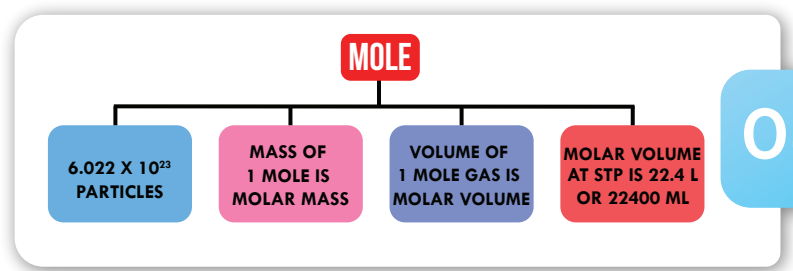 MOLE
6.022 X 10²³
PARTICLES
MASS OF
1 MOLE IS
MOLAR MASS
VOLUME OF
1 MOLE GAS IS
MOLAR VOLUME
MOLAR VOLUME
AT STP IS 22.4 L
OR 22400 ML
O